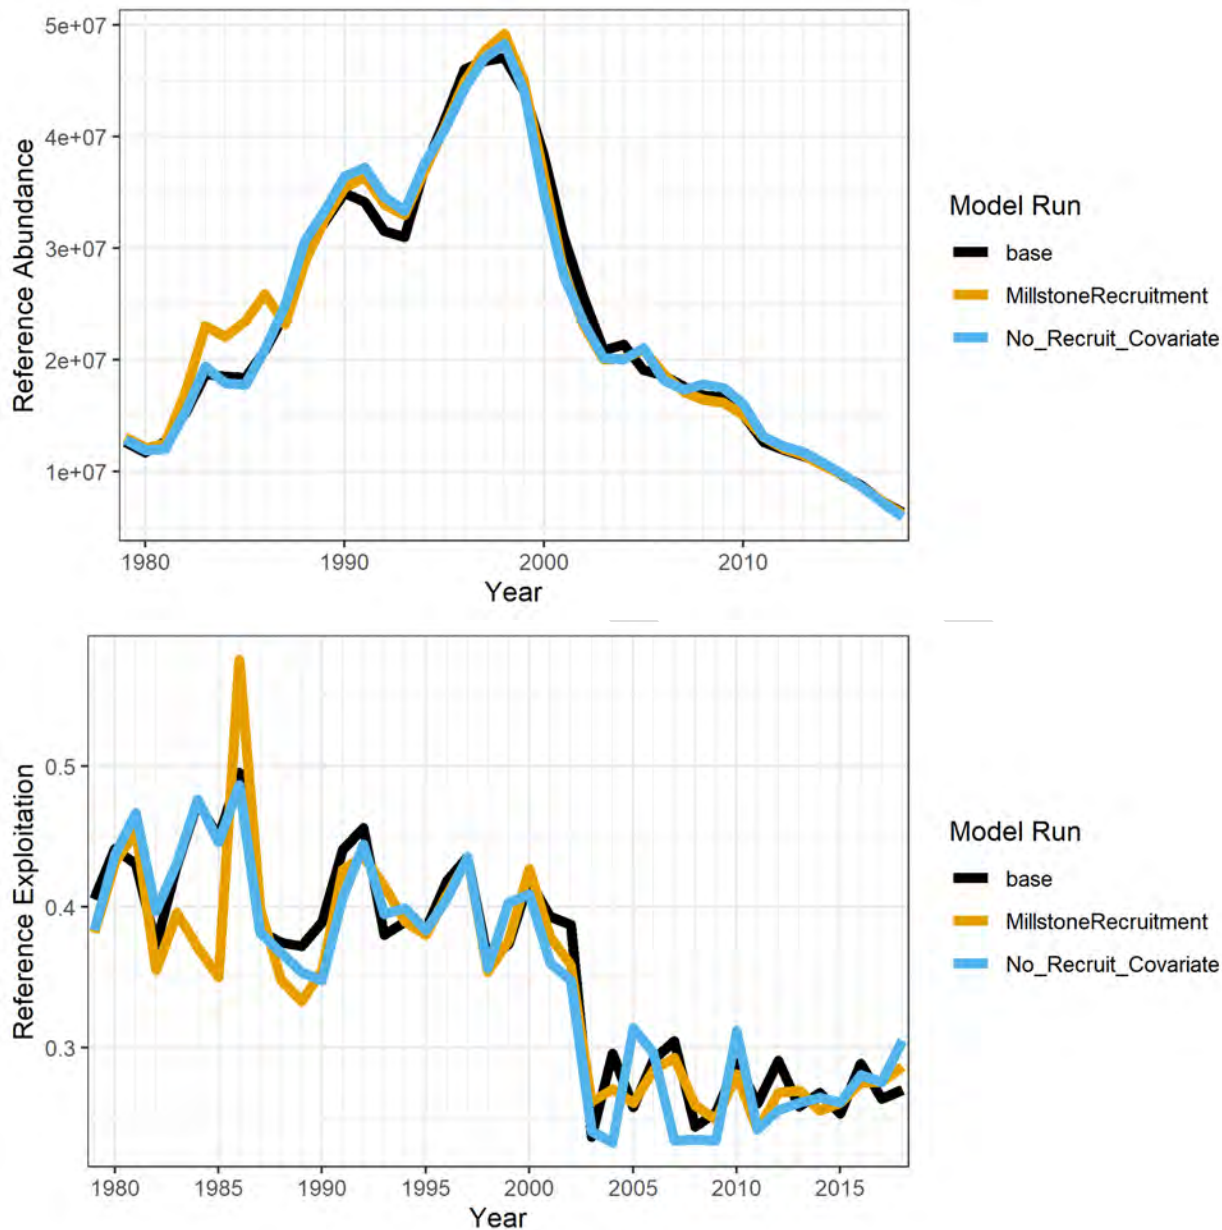 5e+07
4e+07
3e+07
2e+07
1e+07
Reference Abundance
1980 1990 2000 2010
Year
Model Run
base
MillstoneRecruitment
No_Recruit_Covariate
0.5
0.4
0.3
Reference Exploitation
1980 1985 1990 1995 2000 2005 2010 2015
Year
Model Run
base
MillstoneRecruitment
No_Recruit_Covariate